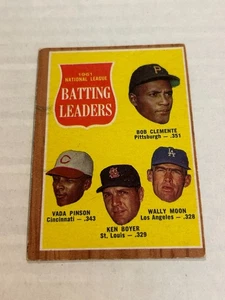 1961
NATIONAL LEAGUE
BATTING
LEADERS
P
BOB CLEMENTE
Pittsburgh — .351
C
VADA PINSON
Cincinnati — .343
KEN BOYER
St. Louis — .329
LA
WALLY MOON
Los Angeles — .328